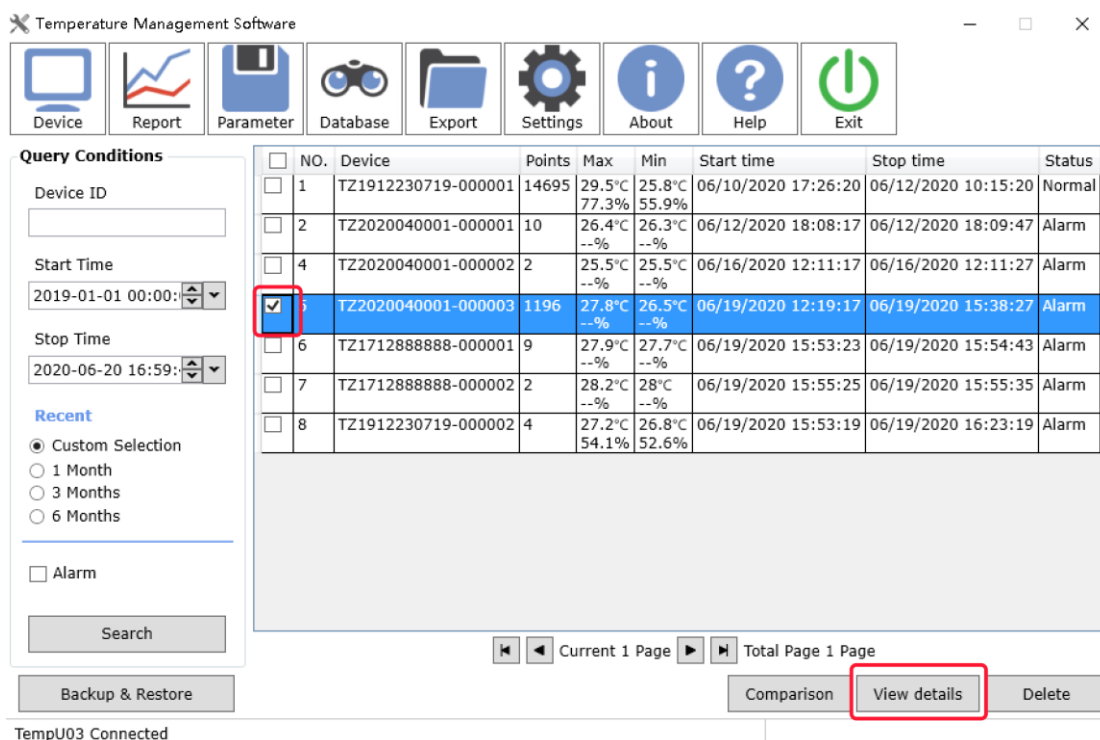 Temperature Management Software
Device Report Parameter Database Export Settings About Help Exit
Query Conditions
Device ID
Start Time
2019-01-01 00:00:
Stop Time
2020-06-20 16:59:
Recent
Custom Selection
1 Month
3 Months
6 Months
Alarm
Search
Backup & Restore
NO. Device Points Max Min Start time Stop time Status
1 TZ1912230719-000001 14695 29.5°C 25.8°C 06/10/2020 17:26:20 06/12/2020 10:15:20 Normal
77.3% 55.9%
2 TZ2020040001-000001 10 26.4°C 26.3°C 06/12/2020 18:08:17 06/12/2020 18:09:47 Alarm
--% --%
4 TZ2020040001-000002 2 25.5°C 25.5°C 06/16/2020 12:11:17 06/16/2020 12:11:27 Alarm
--% --%
5 TZ2020040001-000003 1196 27.8°C 26.5°C 06/19/2020 12:19:17 06/19/2020 15:38:27 Alarm
--% --%
6 TZ1712888888-000001 9 27.9°C 27.7°C 06/19/2020 15:53:23 06/19/2020 15:54:43 Alarm
--% --%
7 TZ1712888888-000002 2 28.2°C 28°C 06/19/2020 15:55:25 06/19/2020 15:55:35 Alarm
--% --%
8 TZ1912230719-000002 4 27.2°C 26.8°C 06/19/2020 15:53:19 06/19/2020 16:23:19 Alarm
54.1% 52.6%
Current 1 Page Total Page 1 Page
Comparison View details Delete
TempU03 Connected